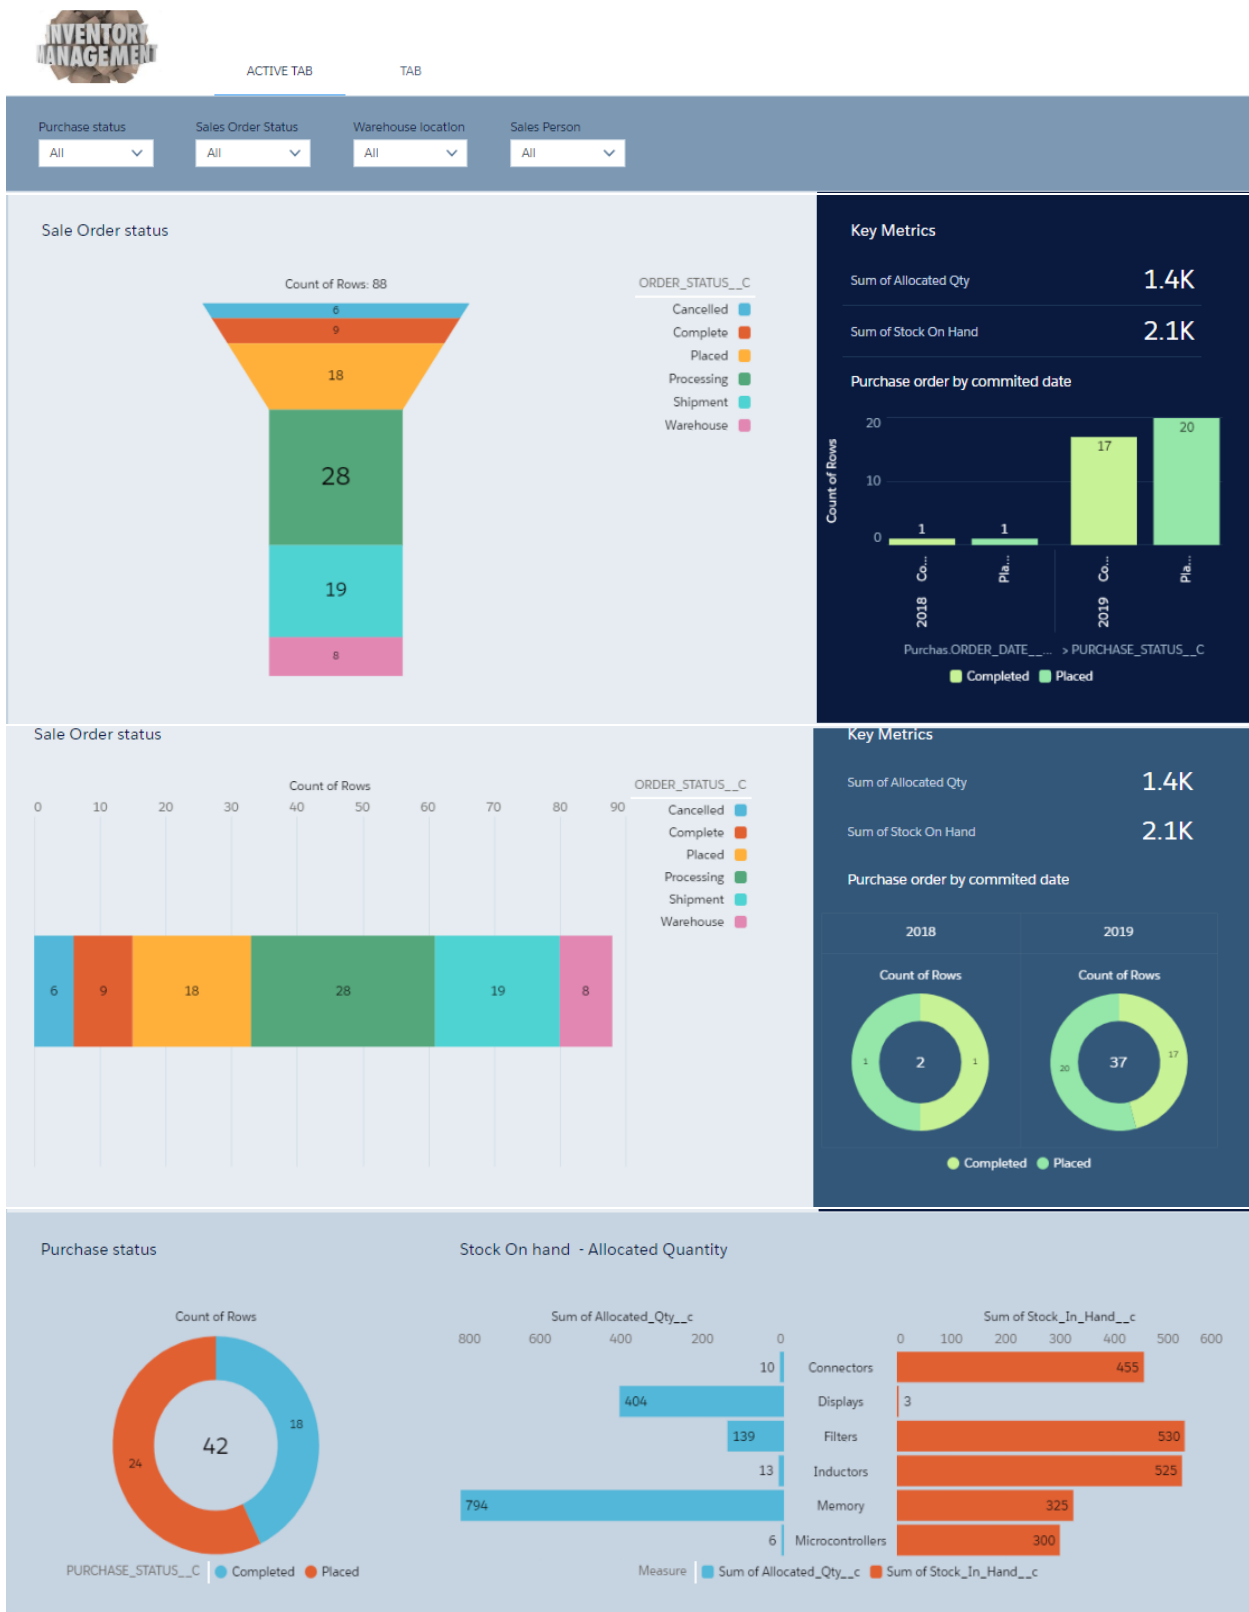 INVENTORY
MANAGEMENT
ACTIVE TAB TAB
Purchase status Sales Order Status Warehouse location Sales Person
All All All All
Sale Order status
Count of Rows: 88
6
9
18
28
19
8
ORDER_STATUS__C
Cancelled
Complete
Placed
Processing
Shipment
Warehouse
Key Metrics
Sum of Allocated Qty 1.4K
Sum of Stock On Hand 2.1K
Purchase order by commited date
Count of Rows
20
10
0
1 1 17 20
Co... Pla... Co... Pla...
2018 2019
Purchas.ORDER_DATE__... > PURCHASE_STATUS__C
Completed Placed
Sale Order status
Count of Rows
0 10 20 30 40 50 60 70 80 90
6 9 18 28 19 8
ORDER_STATUS__C
Cancelled
Complete
Placed
Processing
Shipment
Warehouse
Key Metrics
Sum of Allocated Qty 1.4K
Sum of Stock On Hand 2.1K
Purchase order by commited date
2018 2019
Count of Rows Count of Rows
1 2 1 20 37 17
Completed Placed
Purchase status
Count of Rows
18
42
24
PURCHASE_STATUS__C Completed Placed
Stock On hand - Allocated Quantity
Sum of Allocated_Qty__c Sum of Stock_In_Hand__c
800 600 400 200 0 0 100 200 300 400 500 600
10 Connectors 455
404 Displays 3
139 Filters 530
13 Inductors 525
794 Memory 325
6 Microcontrollers 300
Measure Sum of Allocated_Qty__c Sum of Stock_In_Hand__c